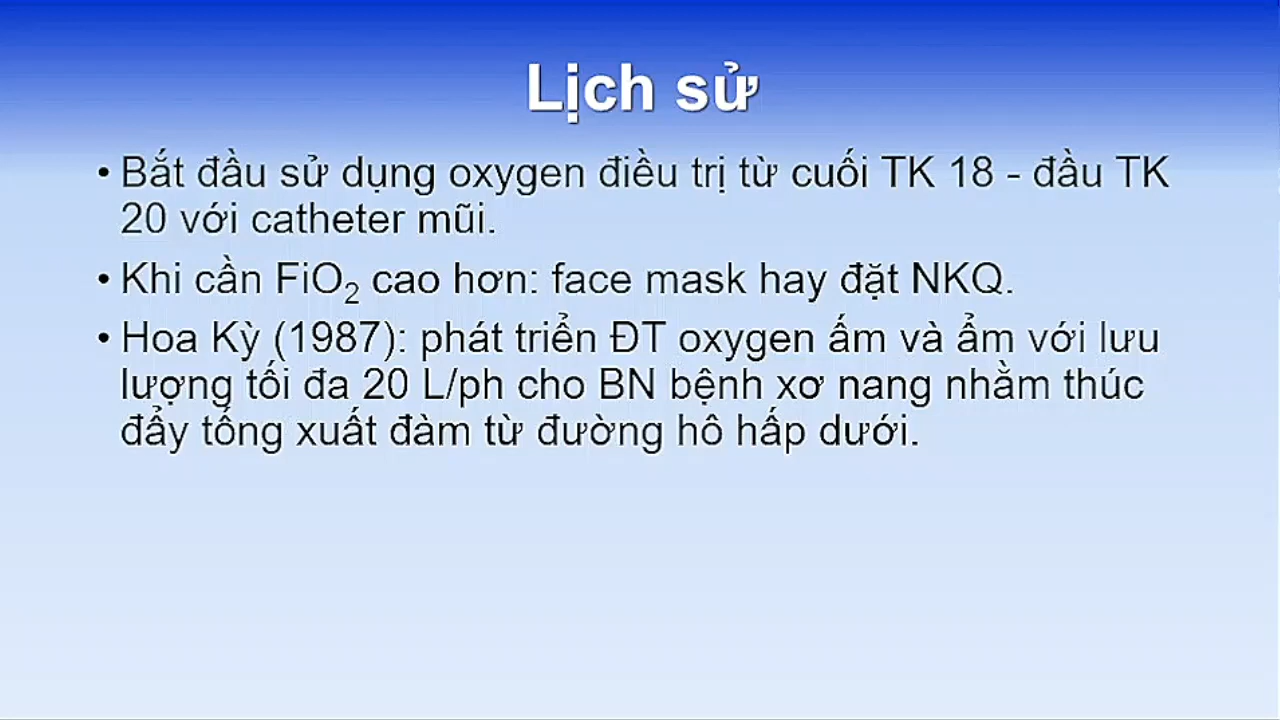 Lịch sử
• Bắt đầu sử dụng oxygen điều trị từ cuối TK 18 - đầu TK
20 với catheter mũi.
• Khi cần FiO₂ cao hơn: face mask hay đặt NKQ.
• Hoa Kỳ (1987): phát triển ĐT oxygen ấm và ẩm với lưu
lượng tối đa 20 L/ph cho BN bệnh xơ nang nhằm thúc
đẩy tống xuất đàm từ đường hô hấp dưới.